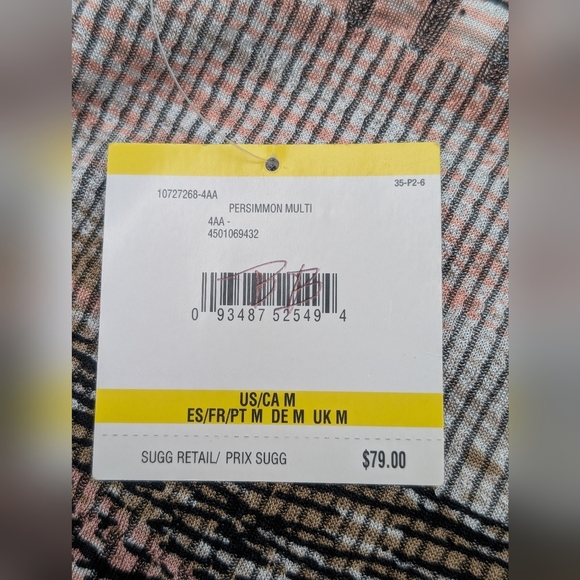 35-P2-6
10727268-4AA
PERSIMMON MULTI
4AA -
4501069432
0 93487 52549 4
US/CA M
ES/FR/PT M DE M UK M
SUGG RETAIL/ PRIX SUGG $79.00